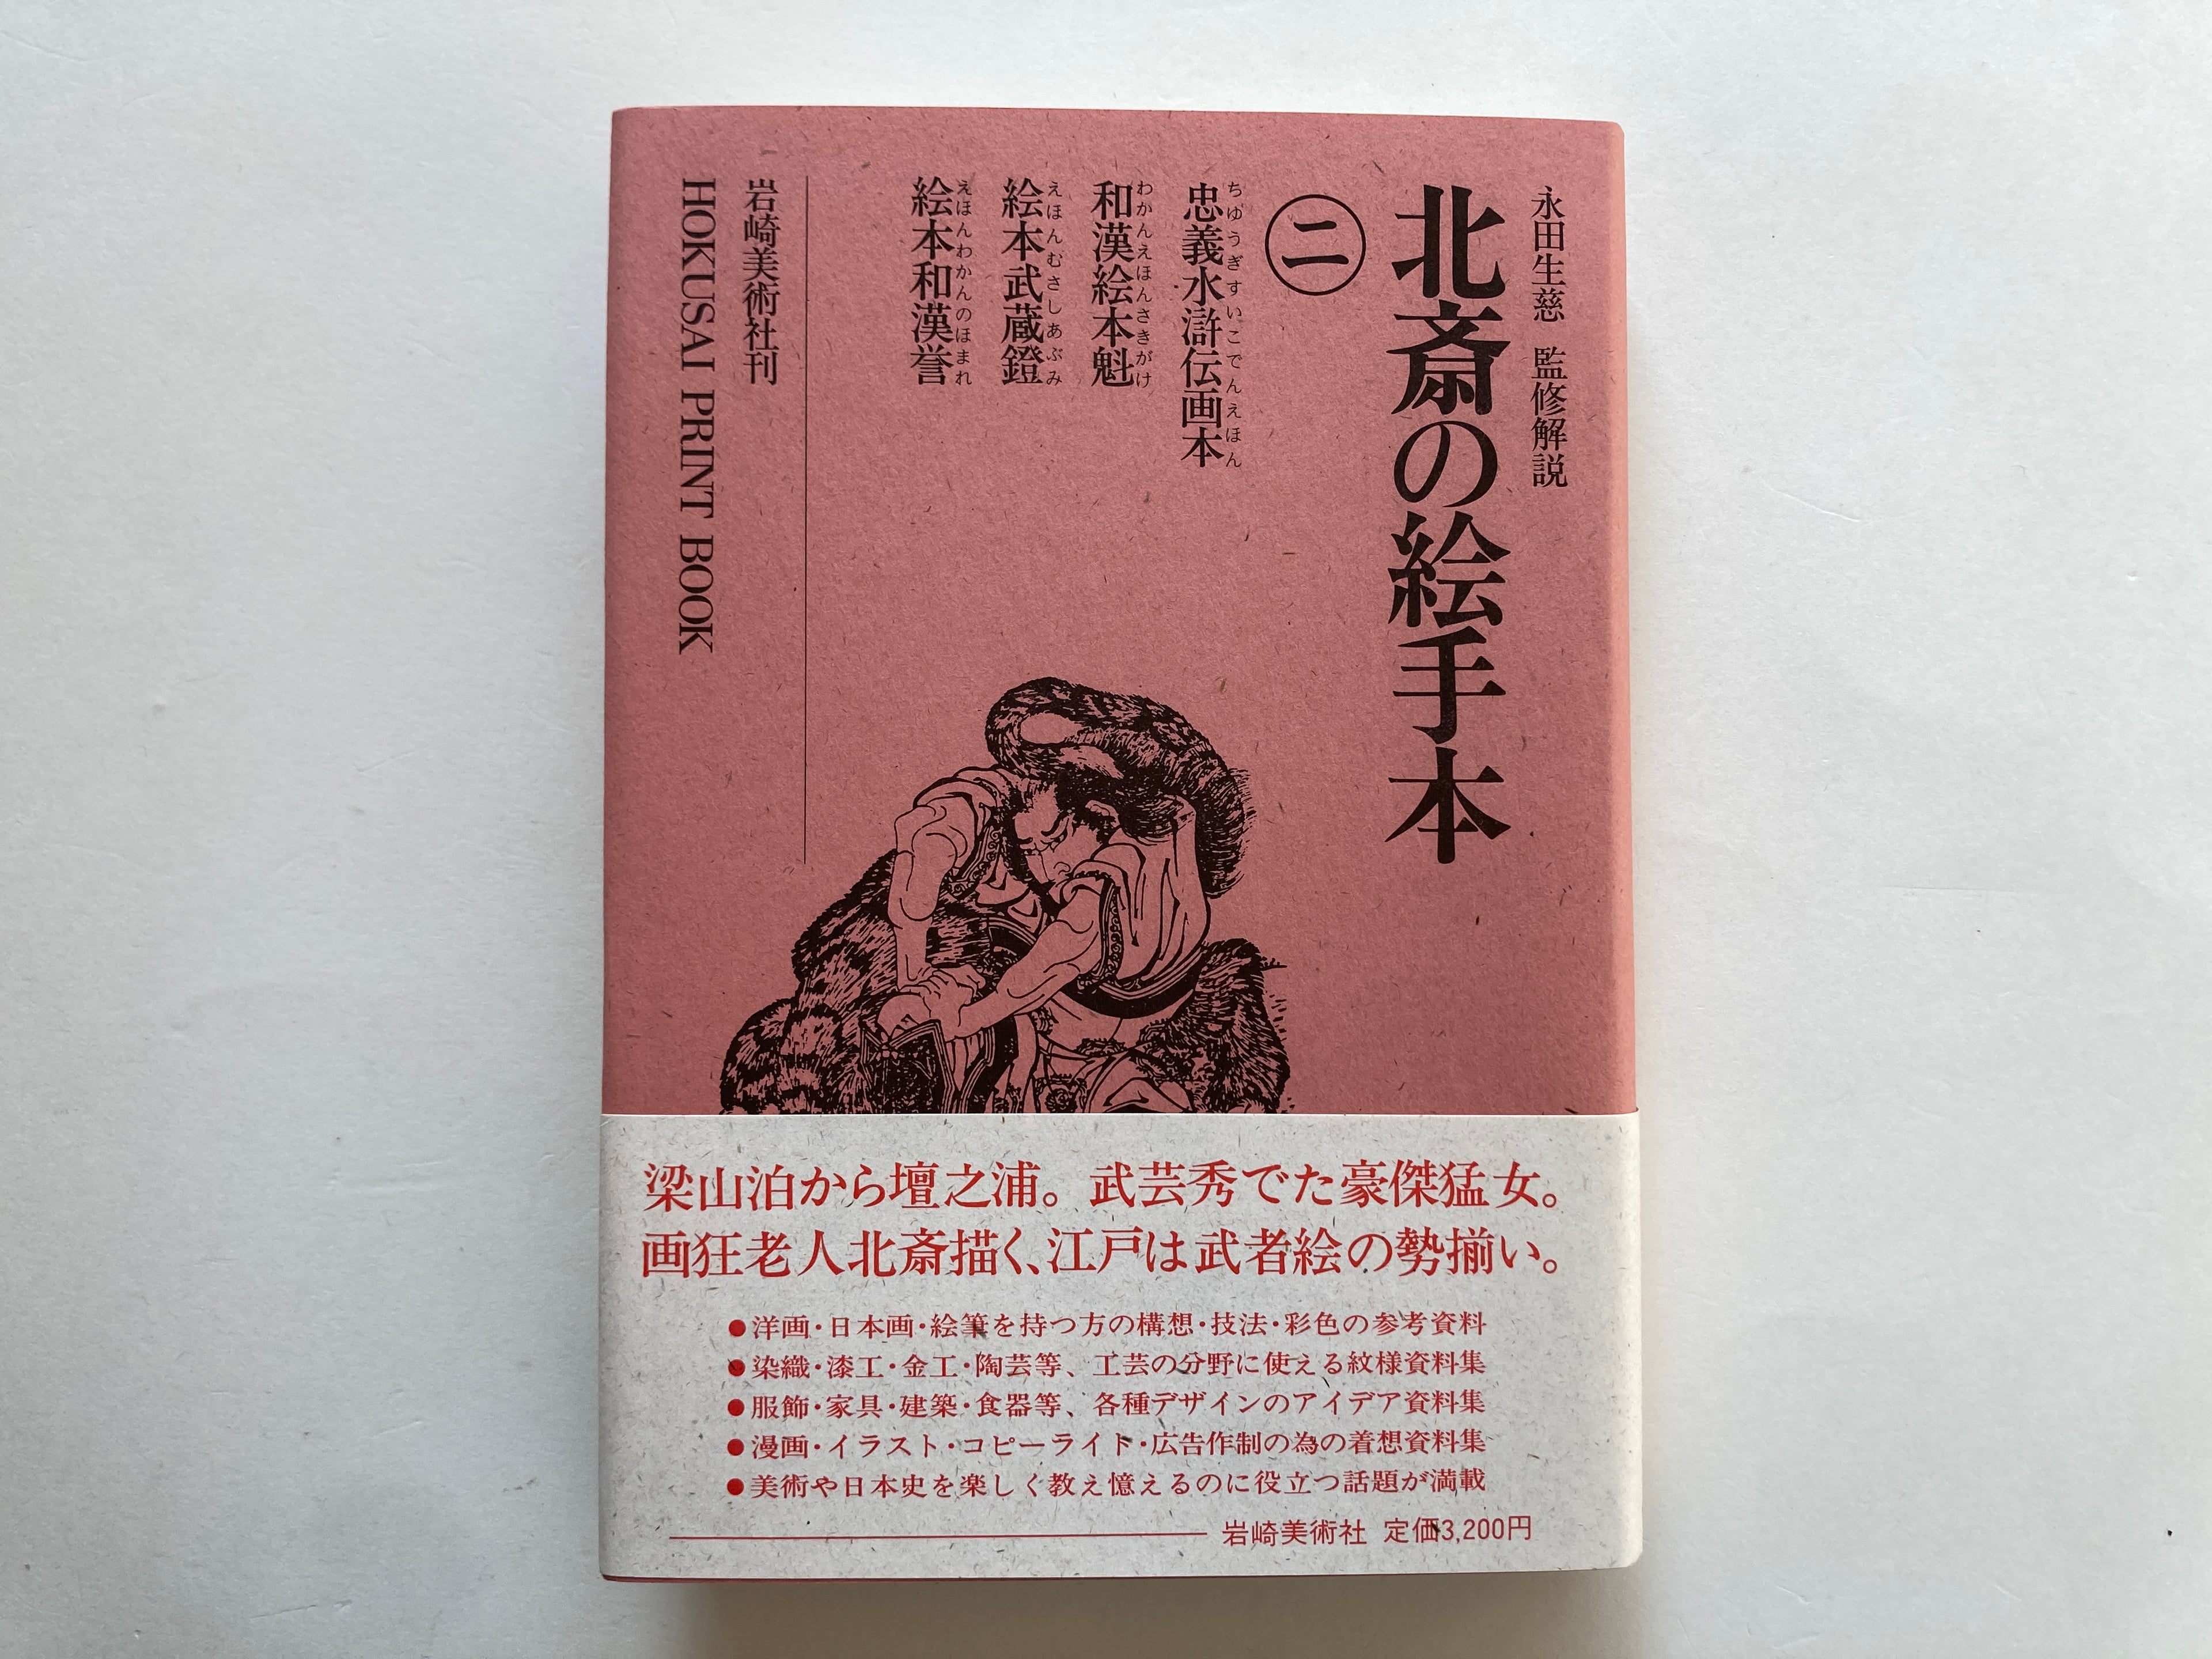 永田生慈 監修解説
北斎の絵手本
二
ちゆうぎすいこでんえほん
忠義水滸伝画本
わかんえほんさきがけ
和漢絵本魁
えほんむさしあぶみ
絵本武蔵鐙
えほんわかんのほまれ
絵本和漢誉
岩崎美術社刊
HOKUSAI PRINT BOOK
梁山泊から壇之浦。武芸秀でた豪傑猛女。
画狂老人北斎描く、江戸は武者絵の勢揃い。
●洋画・日本画・絵筆を持つ方の構想・技法・彩色の参考資料
●染織・漆工・金工・陶芸等、工芸の分野に使える紋様資料集
●服飾・家具・建築・食器等、各種デザインのアイデア資料集
●漫画・イラスト・コピーライト・広告作制の為の着想資料集
●美術や日本史を楽しく教え憶えるのに役立つ話題が満載
岩崎美術社 定価3,200円